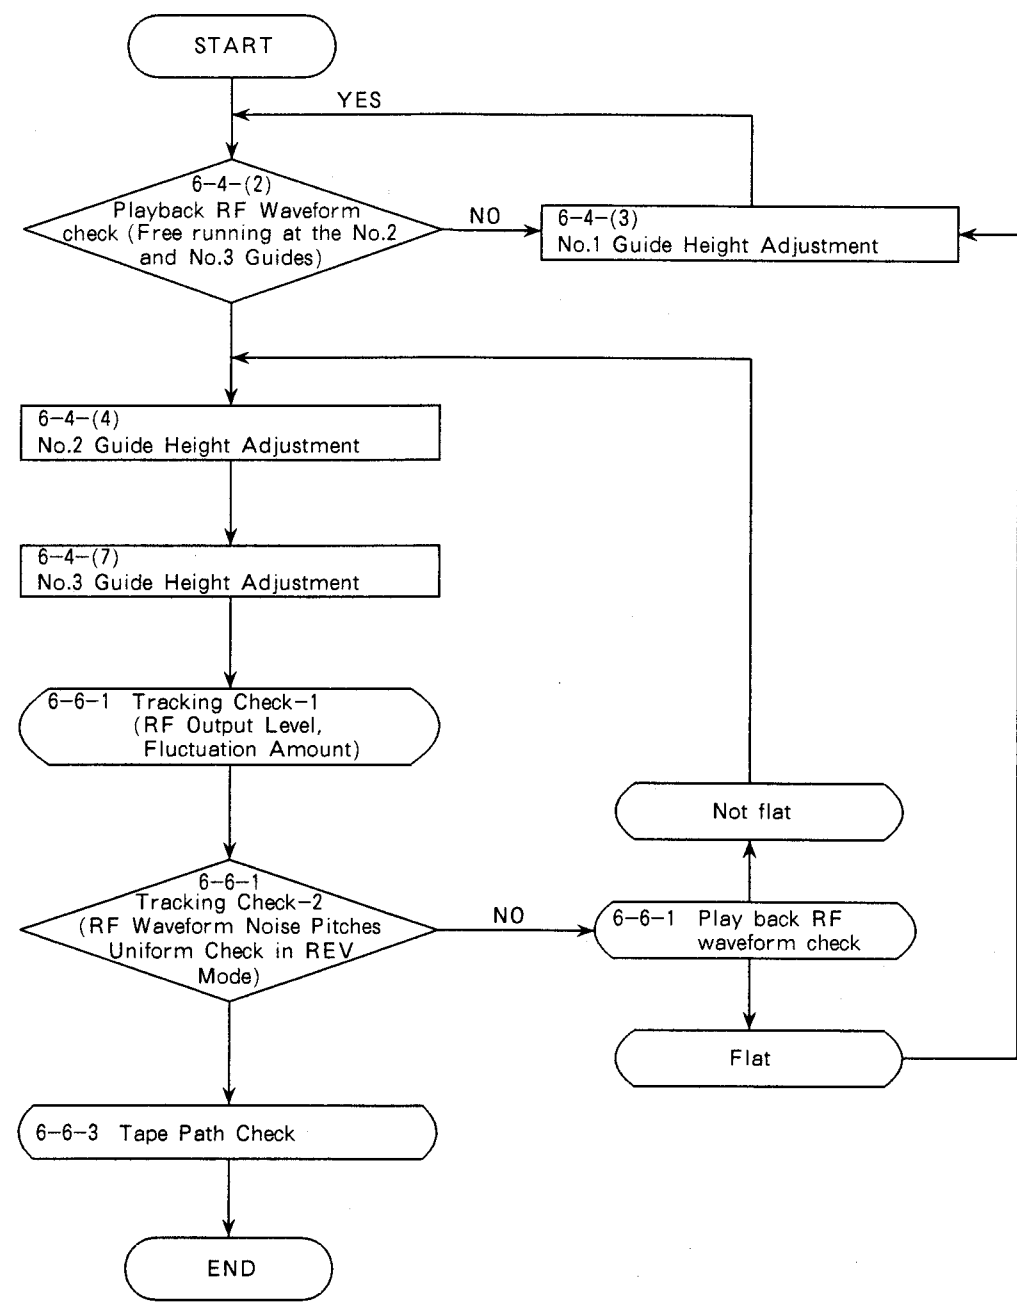 START
YES
6-4-(2)
Playback RF Waveform
check (Free running at the No.2
and No.3 Guides)
NO
6-4-(3)
No.1 Guide Height Adjustment
6-4-(4)
No.2 Guide Height Adjustment
6-4-(7)
No.3 Guide Height Adjustment
6-6-1 Tracking Check-1
(RF Output Level,
Fluctuation Amount)
Not flat
6-6-1
Tracking Check-2
(RF Waveform Noise Pitches
Uniform Check in REV
Mode)
NO
6-6-1 Play back RF
waveform check
Flat
6-6-3 Tape Path Check
END